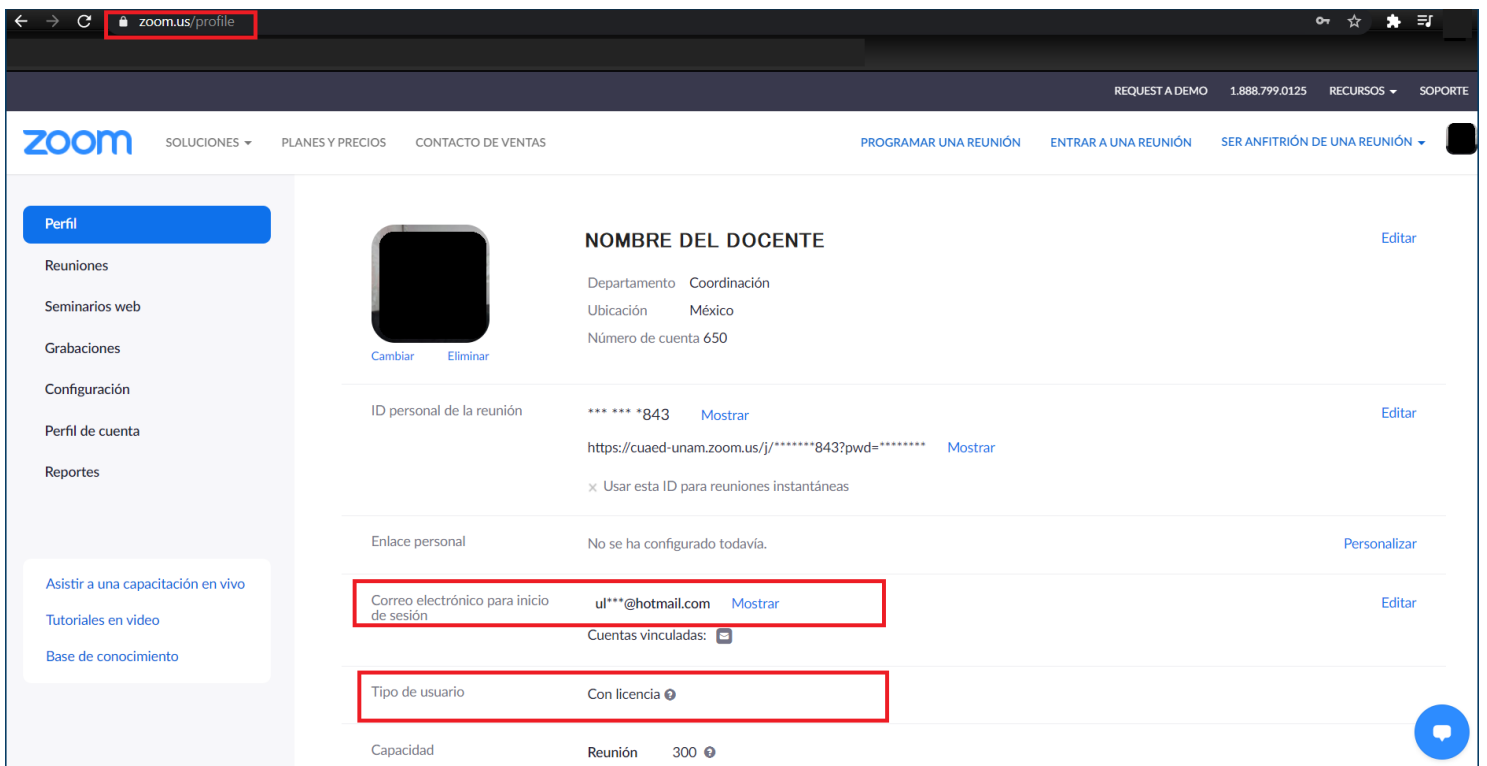 zoom.us/profile
REQUEST A DEMO 1.888.799.0125 RECURSOS SOPORTE
zoom SOLUCIONES PLANES Y PRECIOS CONTACTO DE VENTAS PROGRAMAR UNA REUNIÓN ENTRAR A UNA REUNIÓN SER ANFITRIÓN DE UNA REUNIÓN
Perfil
Reuniones
Seminarios web
Grabaciones
Configuración
Perfil de cuenta
Reportes
Asistir a una capacitación en vivo
Tutoriales en video
Base de conocimiento
Cambiar Eliminar
NOMBRE DEL DOCENTE Editar
Departamento Coordinación
Ubicación México
Número de cuenta 650
ID personal de la reunión *** *** *843 Mostrar Editar
https://cuaed-unam.zoom.us/j/*******843?pwd=******** Mostrar
× Usar esta ID para reuniones instantáneas
Enlace personal No se ha configurado todavía. Personalizar
Correo electrónico para inicio
de sesión
ul***@hotmail.com Mostrar Editar
Cuentas vinculadas:
Tipo de usuario Con licencia
Capacidad Reunión 300